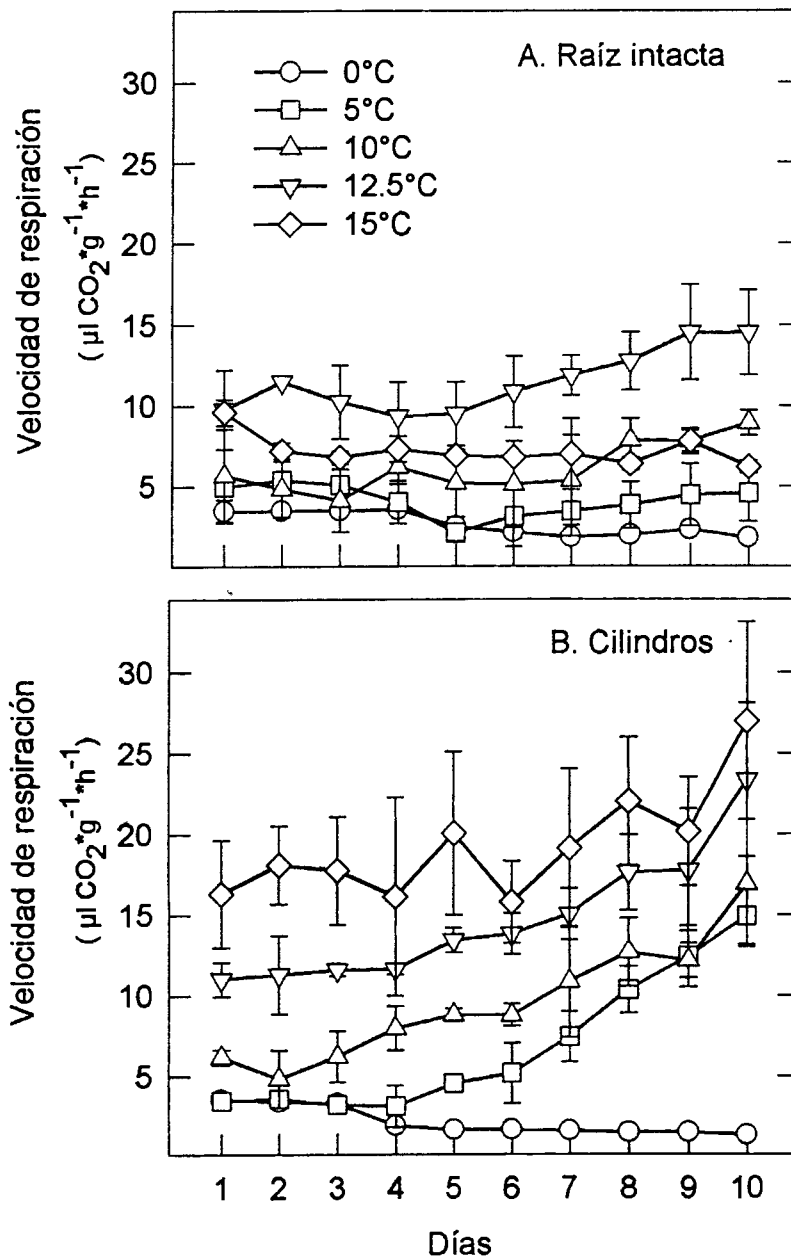 A. Raíz intacta
0°C
5°C
10°C
12.5°C
15°C
Velocidad de respiración
( µl CO₂*g⁻¹*h⁻¹)
30
25
20
15
10
5
B. Cilindros
Velocidad de respiración
( µl CO₂*g⁻¹*h⁻¹)
30
25
20
15
10
5
1 2 3 4 5 6 7 8 9 10
Días